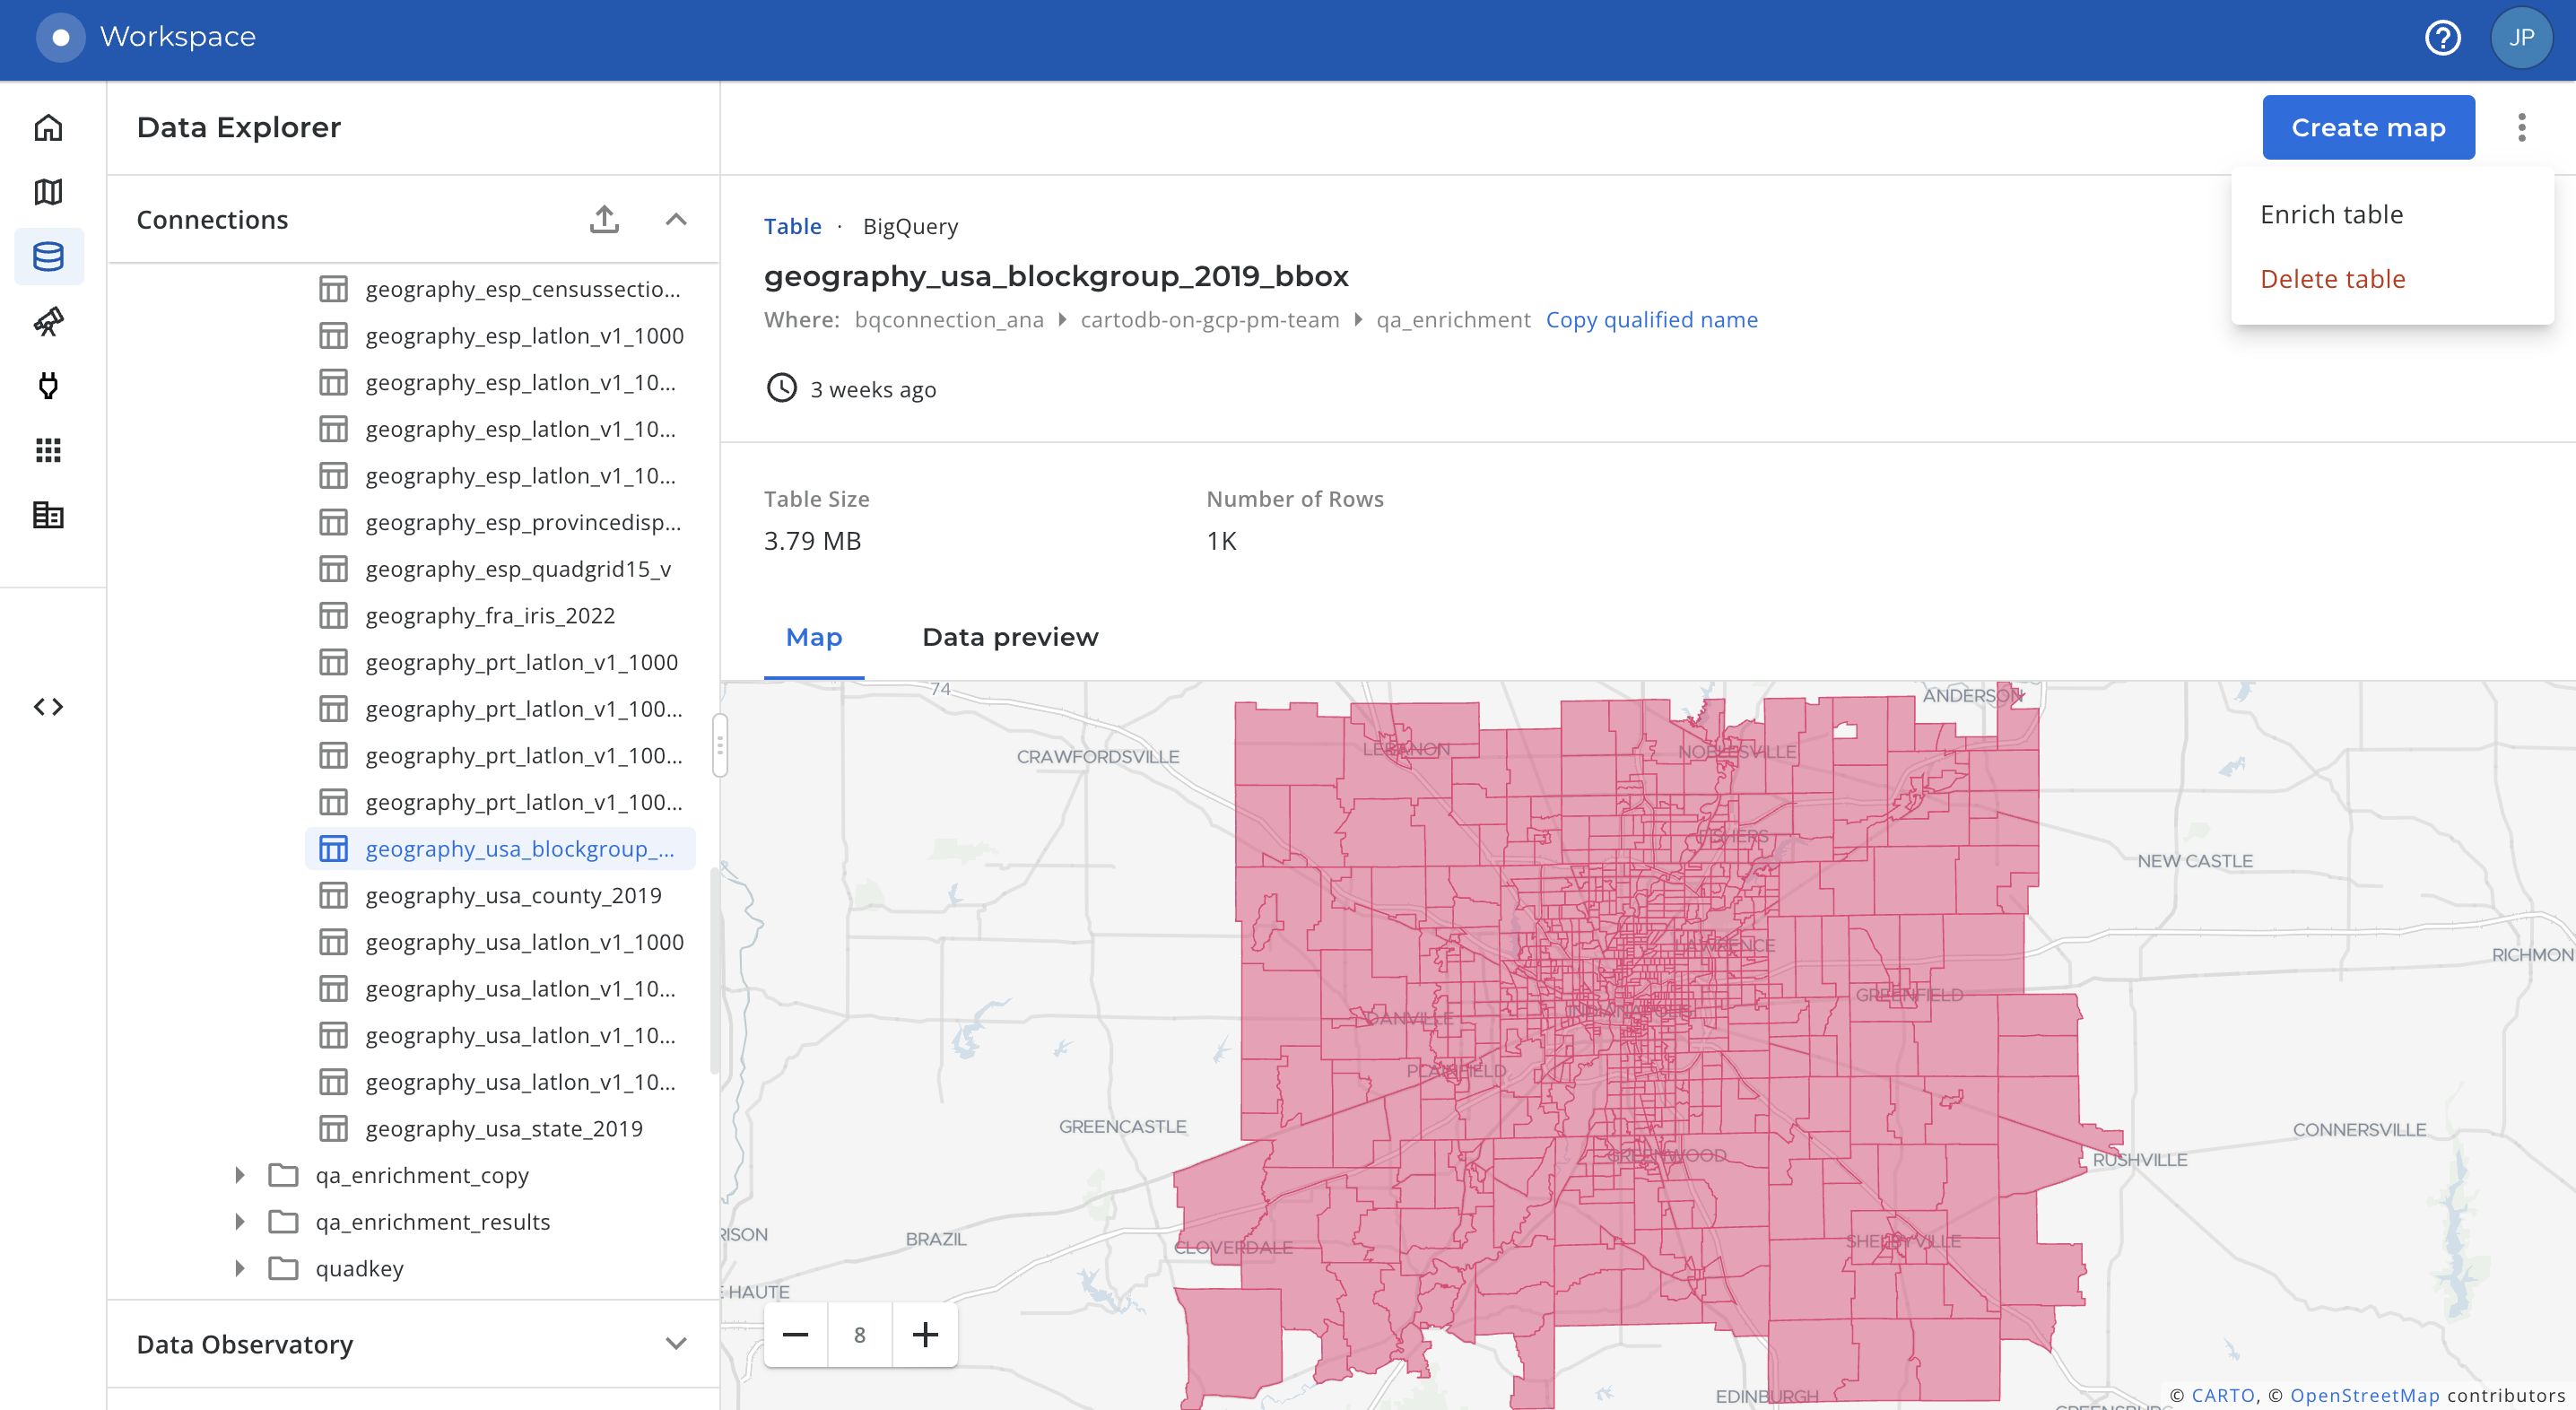 Workspace
JP
Data Explorer
Create map
Connections
Enrich table
Delete table
geography_esp_censussectio...
geography_esp_latlon_v1_1000
geography_esp_latlon_v1_10...
geography_esp_latlon_v1_10...
geography_esp_latlon_v1_10...
geography_esp_provincedisp...
geography_esp_quadgrid15_v
geography_fra_iris_2022
geography_prt_latlon_v1_1000
geography_prt_latlon_v1_100...
geography_prt_latlon_v1_100...
geography_prt_latlon_v1_100...
geography_usa_blockgroup_...
geography_usa_county_2019
geography_usa_latlon_v1_1000
geography_usa_latlon_v1_10...
geography_usa_latlon_v1_10...
geography_usa_latlon_v1_10...
geography_usa_state_2019
qa_enrichment_copy
qa_enrichment_results
quadkey
Data Observatory
Table · BigQuery
geography_usa_blockgroup_2019_bbox
Where: bqconnection_ana cartodb-on-gcp-pm-team qa_enrichment Copy qualified name
3 weeks ago
Table Size Number of Rows
3.79 MB 1K
Map Data preview
74
ANDERSON
CRAWFORDSVILLE
LEBANON
NOBLESVILLE
FISHERS
NEW CASTLE
LAWRENCE
RICHMON
GREENFIELD
DANVILLE
INDIANAPOLIS
PLAINFIELD
GREENCASTLE
CONNERSVILLE
GREENWOOD
RUSHVILLE
RISON
BRAZIL
CLOVERDALE
SHELBYVILLE
E HAUTE
8
EDINBURGH
© CARTO, © OpenStreetMap contributors